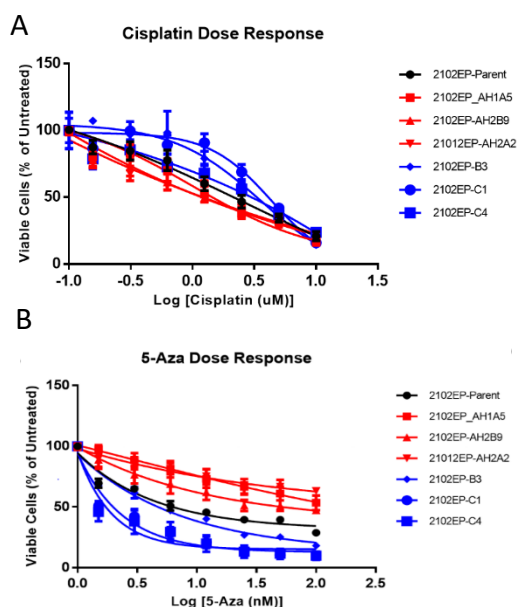 A
Cisplatin Dose Response
Viable Cells (% of Untreated)
150
100
50
0
-1.0 -0.5 0.0 0.5 1.0 1.5
Log [Cisplatin (uM)]
2102EP-Parent
2102EP_AH1A5
2102EP-AH2B9
21012EP-AH2A2
2102EP-B3
2102EP-C1
2102EP-C4
B
5-Aza Dose Response
Viable Cells (% of Untreated)
150
100
50
0
0.0 0.5 1.0 1.5 2.0 2.5
Log [5-Aza (nM)]
2102EP-Parent
2102EP_AH1A5
2102EP-AH2B9
21012EP-AH2A2
2102EP-B3
2102EP-C1
2102EP-C4